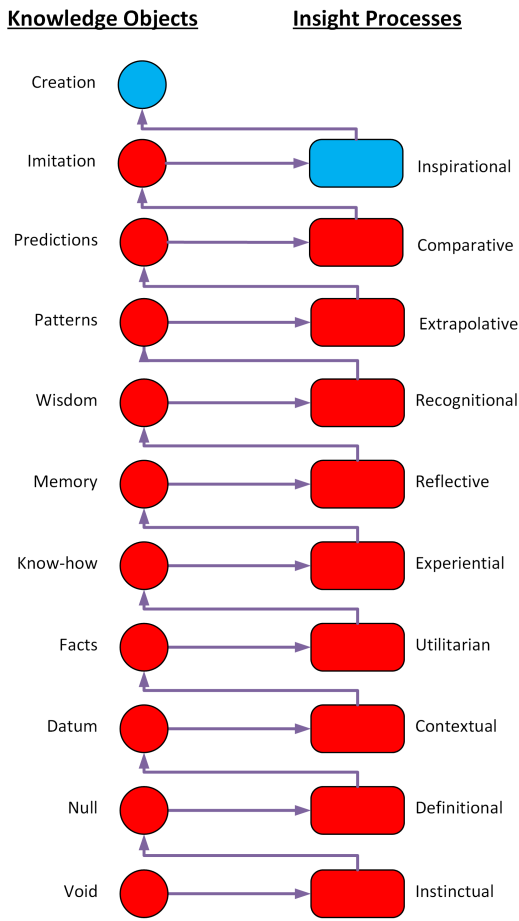 Knowledge Objects Insight Processes
Creation
Imitation Inspirational
Predictions Comparative
Patterns Extrapolative
Wisdom Recognitional
Memory Reflective
Know-how Experiential
Facts Utilitarian
Datum Contextual
Null Definitional
Void Instinctual